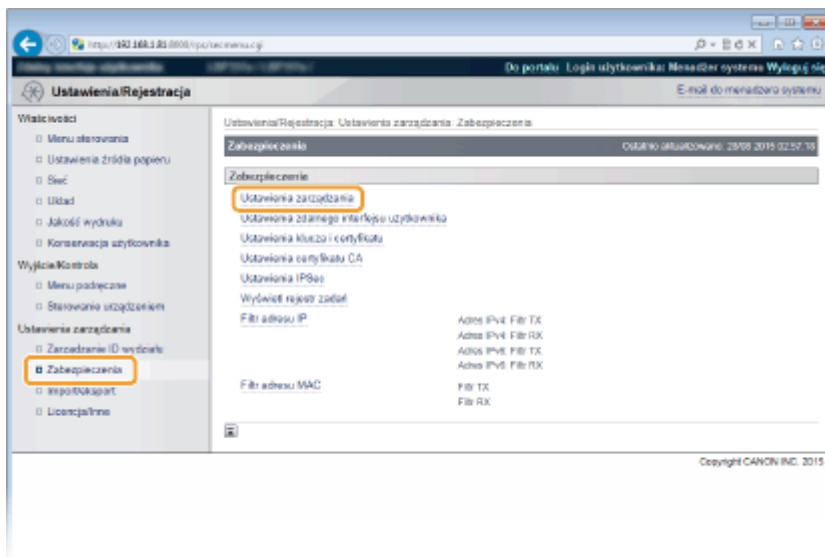 Do portalu Login użytkownika: Menedżer systemu Wyloguj się
Ustawienia/Rejestracja
E-mail do menadżera systemu
Właściwości
Menu sterowania
Ustawienia źródła papieru
Sieć
Układ
Jakość wydruku
Konserwacja użytkownika
Wyjście/Kontrola
Menu podręczne
Sterowanie urządzeniem
Ustawienia zarządzania
Zarządzanie ID wydziału
Zabezpieczenia
Import/eksport
Licencja/Inne
Ustawienia/Rejestracja: Ustawienia zarządzania: Zabezpieczenia
Zabezpieczenia
Ostatnio aktualizowano: 28/08 2015 02:57:18
Zabezpieczenia
Ustawienia zarządzania
Ustawienia zdalnego interfejsu użytkownika
Ustawienia klucza i certyfikatu
Ustawienia certyfikatu CA
Ustawienia IPSec
Wyświetl rejestr zadań
Filtr adresu IP
Adres IPv4: Filtr TX
Adres IPv4: Filtr RX
Adres IPv6: Filtr TX
Adres IPv6: Filtr RX
Filtr adresu MAC
Filtr TX
Filtr RX
Copyright CANON INC. 2015